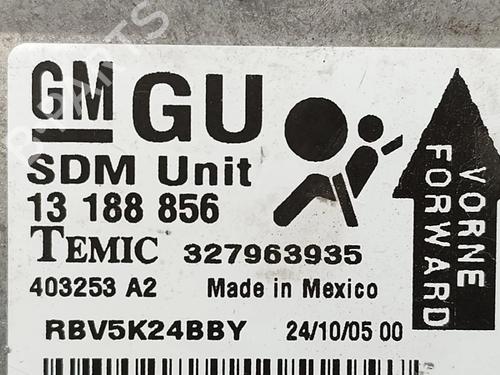 GM GU
SDM Unit
13 188 856
TEMIC 327963935
403253 A2 Made in Mexico
RBV5K24BBY 24/10/05 00
VORNE
FORWARD